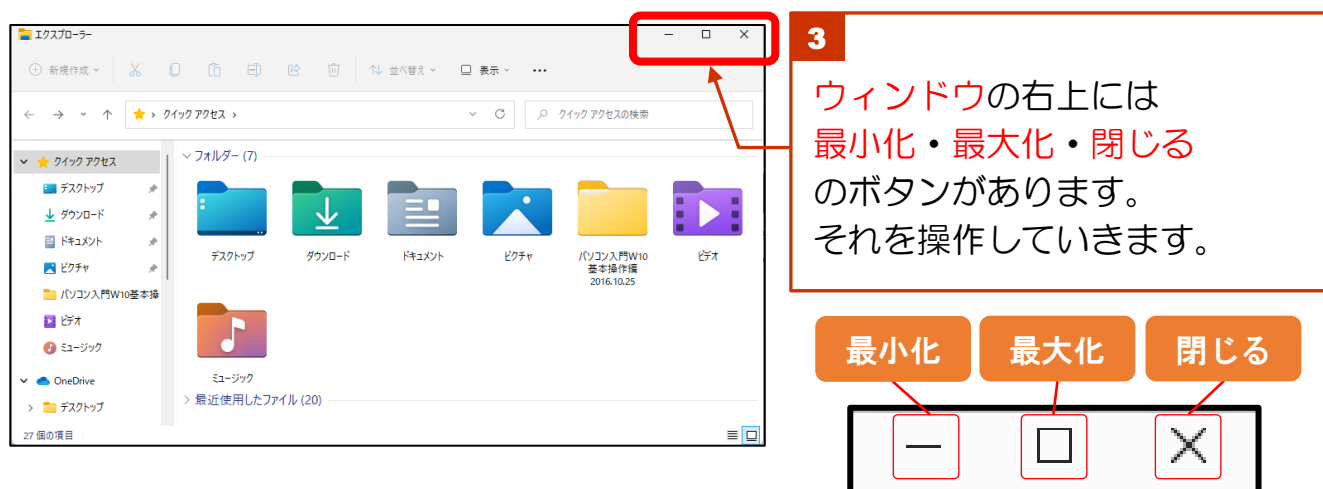 エクスプローラー
新規作成
並べ替え
表示
クイック アクセス
クイック アクセスの検索
クイック アクセス
デスクトップ
ダウンロード
ドキュメント
ピクチャ
パソコン入門W10基本操
ビデオ
ミュージック
OneDrive
デスクトップ
27 個の項目
フォルダー (7)
デスクトップ
ダウンロード
ドキュメント
ピクチャ
パソコン入門W10
基本操作編
2016.10.25
ビデオ
ミュージック
最近使用したファイル (20)
3
ウィンドウの右上には
最小化・最大化・閉じる
のボタンがあります。
それを操作していきます。
最小化
最大化
閉じる